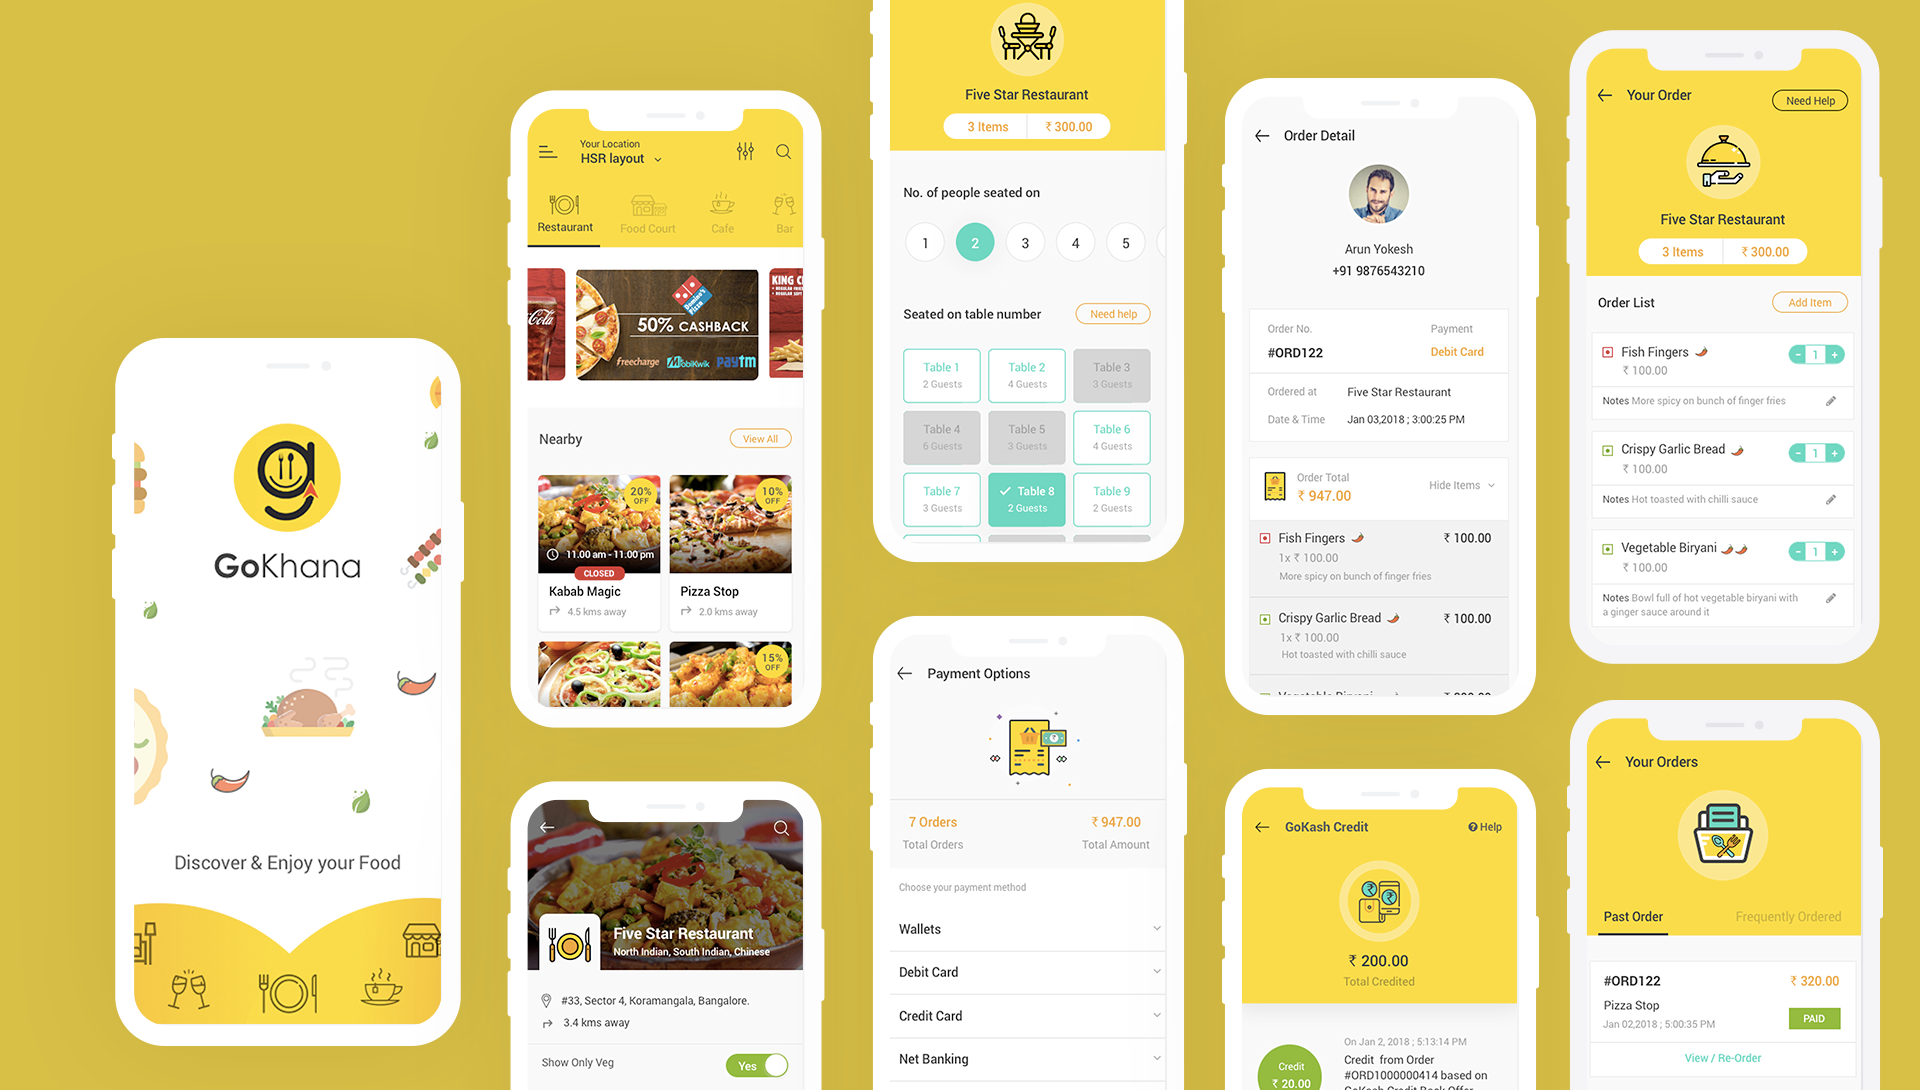 GoKhana
Discover & Enjoy your Food
Your Location
HSR layout
Restaurant
Food Court
Cafe
Bar
Domino's
Pizza
50% CASHBACK
freecharge
MobiKwik
paytm
Nearby
View All
20%
OFF
11.00 am - 11:00 pm
CLOSED
Kabab Magic
4.5 kms away
10%
OFF
Pizza Stop
2.0 kms away
15%
OFF
Five Star Restaurant
North Indian, South Indian, Chinese
#33, Sector 4, Koramangala, Bangalore.
3.4 kms away
Show Only Veg
Yes
Five Star Restaurant
3 Items
₹ 300.00
No. of people seated on
1 2 3 4 5
Seated on table number
Need help
Table 1
2 Guests
Table 2
4 Guests
Table 3
3 Guests
Table 4
6 Guests
Table 5
3 Guests
Table 6
4 Guests
Table 7
3 Guests
Table 8
2 Guests
Table 9
2 Guests
Payment Options
7 Orders
Total Orders
₹ 947.00
Total Amount
Choose your payment method
Wallets
Debit Card
Credit Card
Net Banking
Order Detail
Arun Yokesh
+91 9876543210
Order No.
#ORD122
Payment
Debit Card
Ordered at
Five Star Restaurant
Date & Time
Jan 03,2018 ; 3:00:25 PM
Order Total
₹ 947.00
Hide Items
Fish Fingers
₹ 100.00
1x ₹ 100.00
More spicy on bunch of finger fries
Crispy Garlic Bread
₹ 100.00
1x ₹ 100.00
Hot toasted with chilli sauce
GoKash Credit
Help
₹ 200.00
Total Credited
Credit
₹ 20.00
On Jan 2, 2018 ; 5:13:14 PM
Credit from Order
#ORD1000000414 based on
GoKash Credit Back Offer
Your Order
Need Help
Five Star Restaurant
3 Items
₹ 300.00
Order List
Add Item
Fish Fingers
₹ 100.00
- 1 +
Notes More spicy on bunch of finger fries
Crispy Garlic Bread
₹ 100.00
- 1 +
Notes Hot toasted with chilli sauce
Vegetable Biryani
₹ 100.00
- 1 +
Notes Bowl full of hot vegetable biryani with
a ginger sauce around it
Your Orders
Past Order
Frequently Ordered
#ORD122
₹ 320.00
Pizza Stop
Jan 02,2018 ; 5:00:35 PM
PAID
View / Re-Order